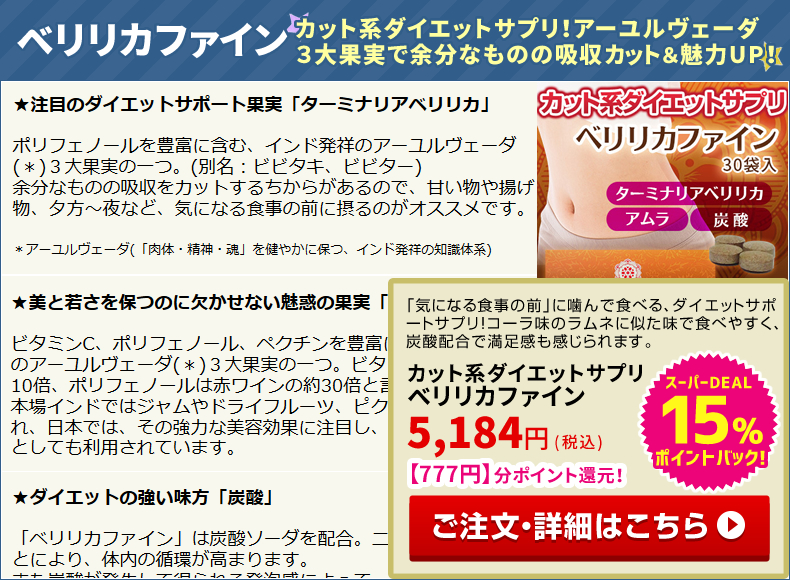 ベリリカファイン
カット系ダイエットサプリ！アーユルヴェーダ
３大果実で余分なものの吸収カット＆魅力UP！！
★注目のダイエットサポート果実「ターミナリアベリリカ」
ポリフェノールを豊富に含む、インド発祥のアーユルヴェーダ
(＊)３大果実の一つ。(別名：ビビタキ、ビビター)
余分なものの吸収をカットするちからがあるので、甘い物や揚げ
物、夕方～夜など、気になる食事の前に摂るのがオススメです。
＊アーユルヴェーダ(「肉体・精神・魂」を健やかに保つ、インド発祥の知識体系)
カット系ダイエットサプリ
ベリリカファイン
30袋入
ターミナリアベリリカ
アムラ
炭酸
★美と若さを保つのに欠かせない魅惑の果実「
ビタミンC、ポリフェノール、ペクチンを豊富に
のアーユルヴェーダ(＊)３大果実の一つ。ビタ
10倍、ポリフェノールは赤ワインの約30倍と言
本場インドではジャムやドライフルーツ、ピク
れ、日本では、その強力な美容効果に注目し、
としても利用されています。
★ダイエットの強い味方「炭酸」
「ベリリカファイン」は炭酸ソーダを配合。二
とにより、体内の循環が高まります。
「気になる食事の前」に噛んで食べる、ダイエットサポ
ートサプリ！コーラ味のラムネに似た味で食べやすく、
炭酸配合で満足感も感じられます。
カット系ダイエットサプリ
ベリリカファイン
5,184円(税込)
【777円】分ポイント還元！
スーパーDEAL
15%
ポイントバック！
ご注文・詳細はこちら